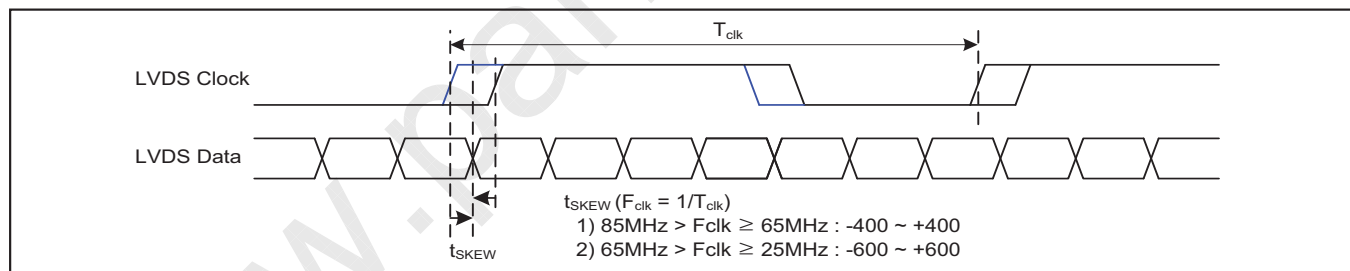 T_clk
LVDS Clock
LVDS Data
t_SKEW (F_clk = 1/T_clk)
1) 85MHz > Fclk ≥ 65MHz : -400 ~ +400
2) 65MHz > Fclk ≥ 25MHz : -600 ~ +600
t_SKEW